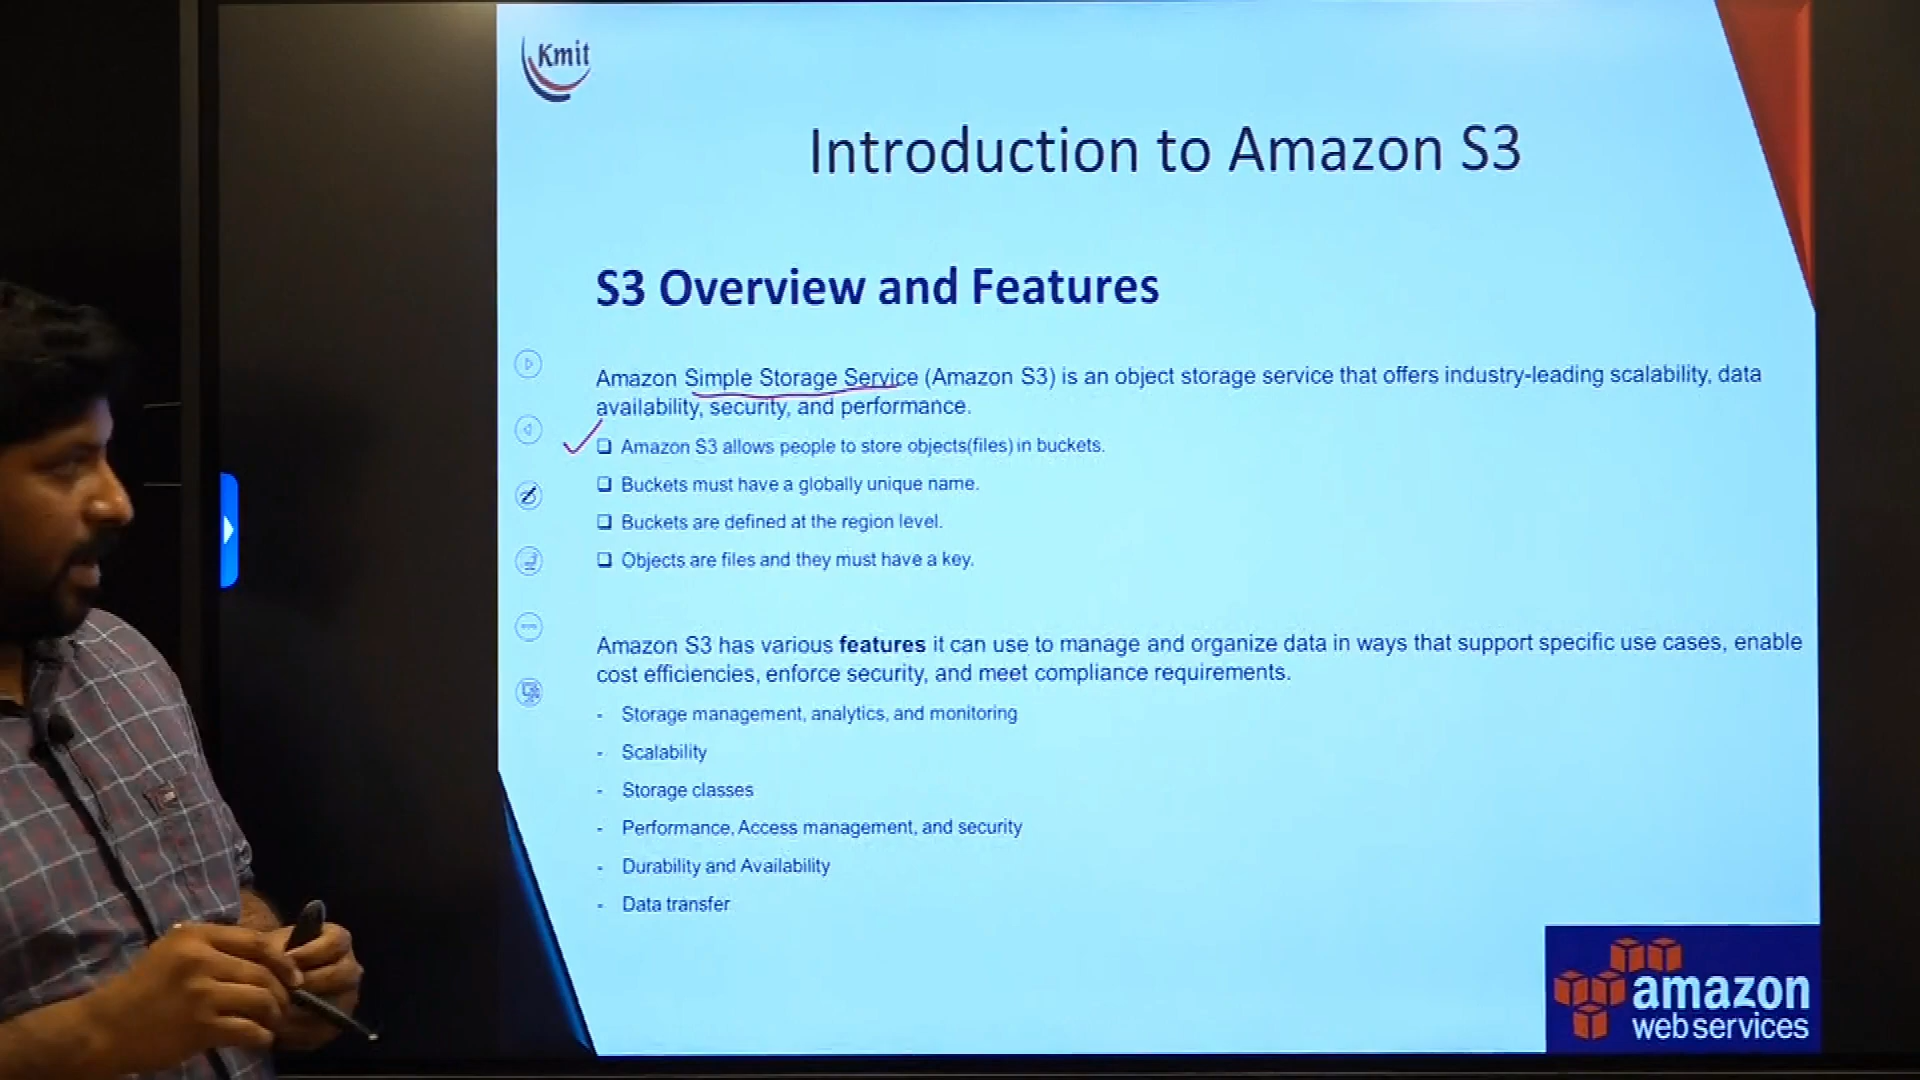 Kmit
Introduction to Amazon S3
S3 Overview and Features
Amazon Simple Storage Service (Amazon S3) is an object storage service that offers industry-leading scalability, data
availability, security, and performance.
Amazon S3 allows people to store objects(files) in buckets.
Buckets must have a globally unique name.
Buckets are defined at the region level.
Objects are files and they must have a key.
Amazon S3 has various features it can use to manage and organize data in ways that support specific use cases, enable
cost efficiencies, enforce security, and meet compliance requirements.
- Storage management, analytics, and monitoring
- Scalability
- Storage classes
- Performance, Access management, and security
- Durability and Availability
- Data transfer
amazon
web services